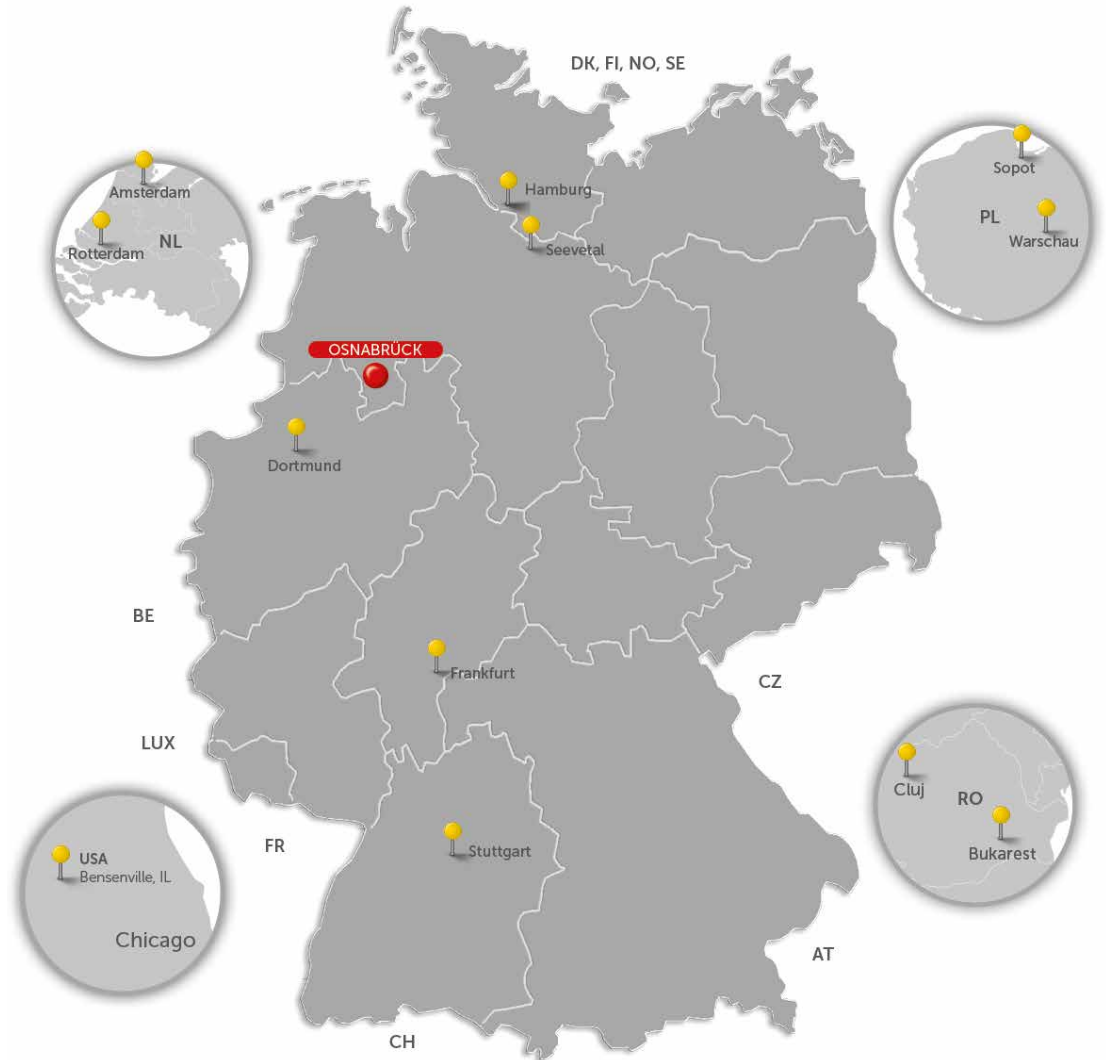 DK, FI, NO, SE
Amsterdam
Rotterdam
NL
Hamburg
Seevetal
Sopot
PL
Warschau
OSNABRÜCK
Dortmund
BE
Frankfurt
CZ
LUX
Cluj
RO
Bukarest
FR
Stuttgart
USA
Bensenville, IL
Chicago
AT
CH